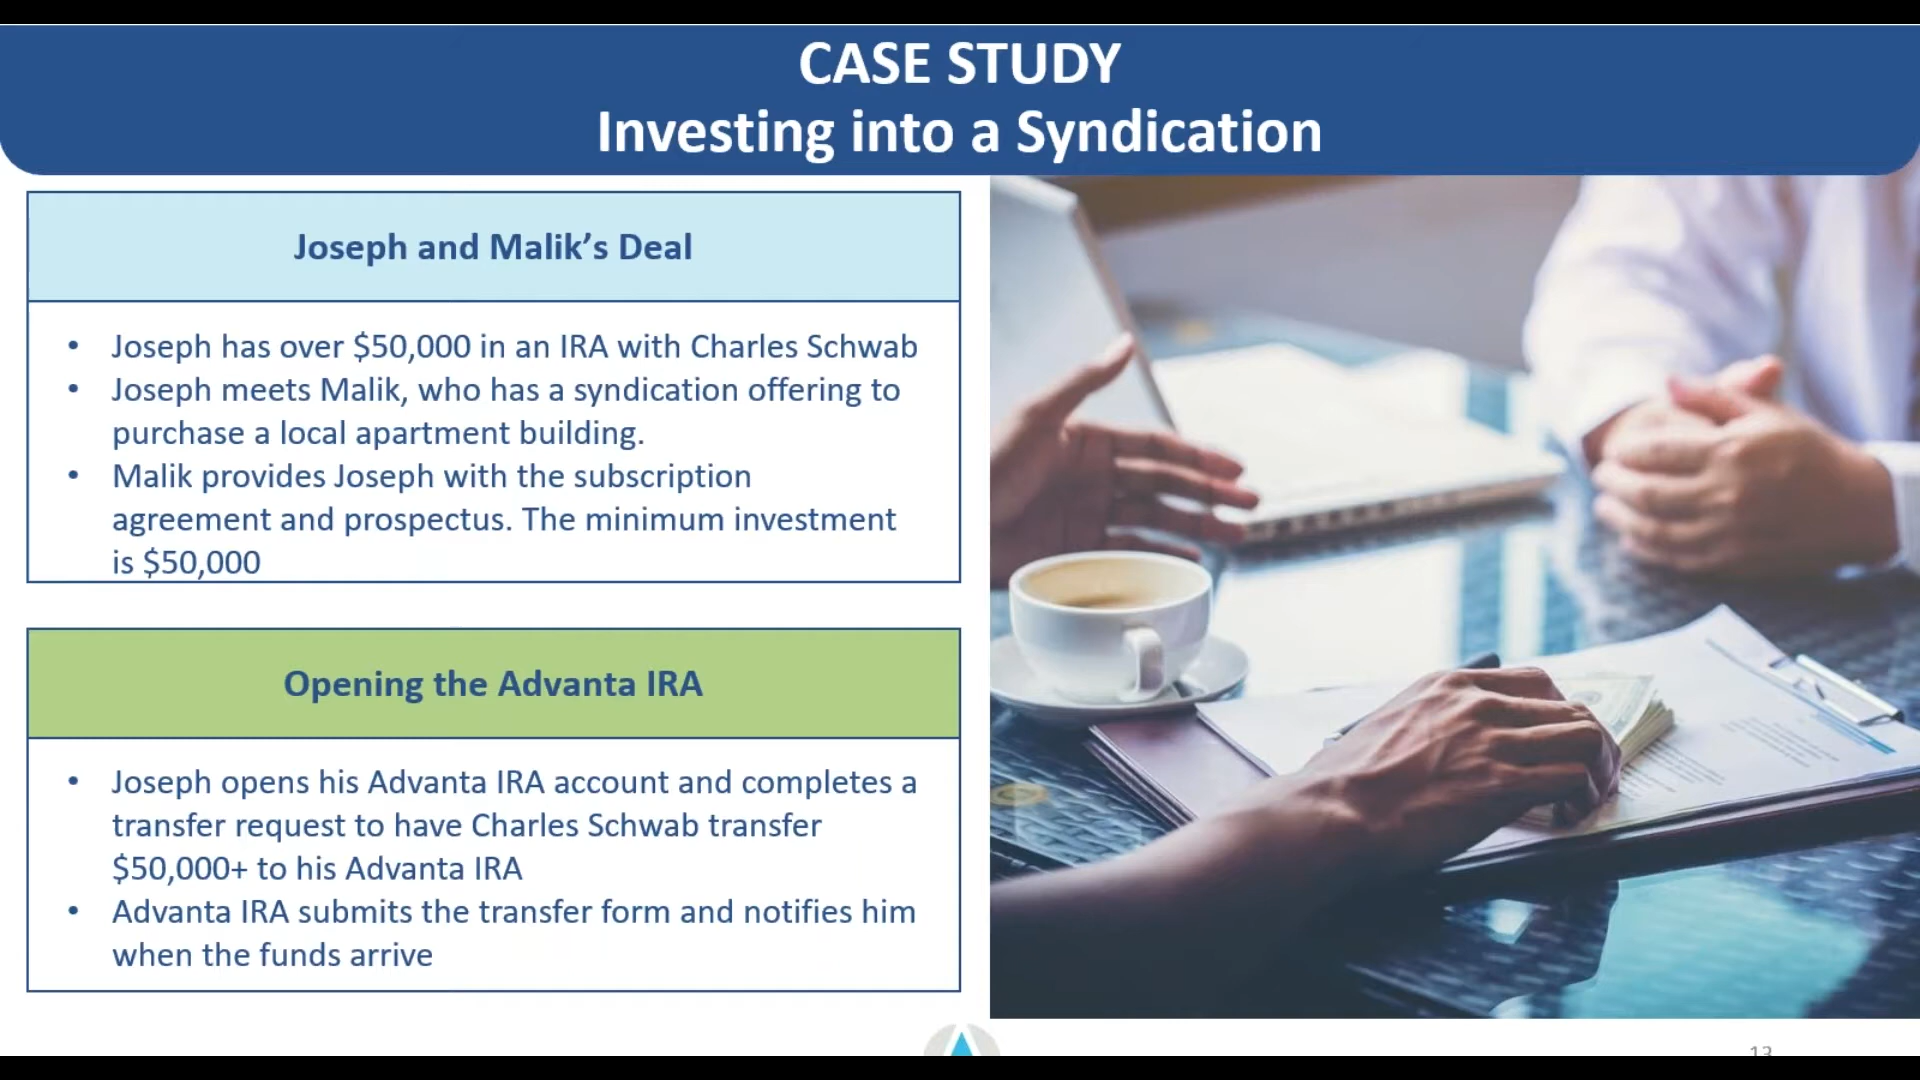 CASE STUDY
Investing into a Syndication
Joseph and Malik’s Deal
• Joseph has over $50,000 in an IRA with Charles Schwab
• Joseph meets Malik, who has a syndication offering to
purchase a local apartment building.
• Malik provides Joseph with the subscription
agreement and prospectus. The minimum investment
is $50,000
Opening the Advanta IRA
• Joseph opens his Advanta IRA account and completes a
transfer request to have Charles Schwab transfer
$50,000+ to his Advanta IRA
• Advanta IRA submits the transfer form and notifies him
when the funds arrive
13